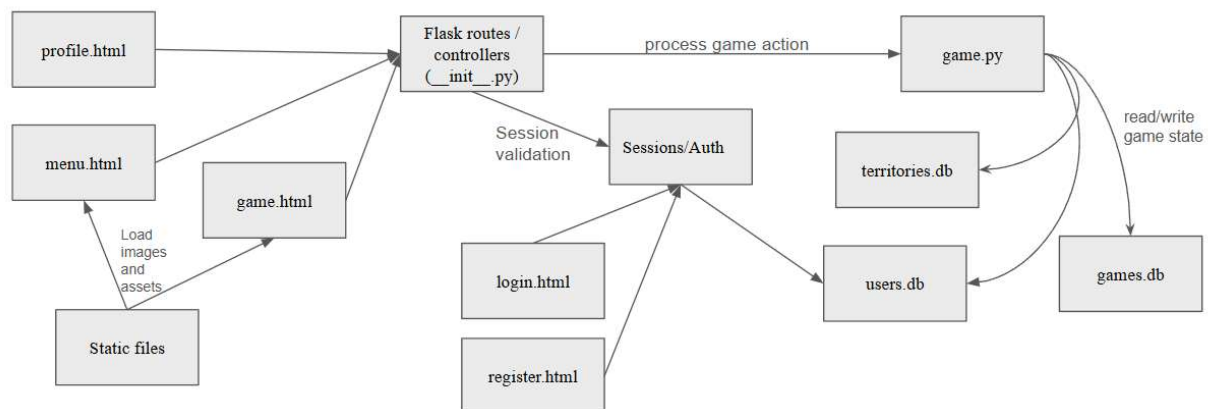 profile.html
Flask routes /
controllers
(__init__.py)
process game action
game.py
menu.html
game.html
Session
validation
Sessions/Auth
territories.db
read/write
game state
Load
images
and
assets
Static files
login.html
register.html
users.db
games.db